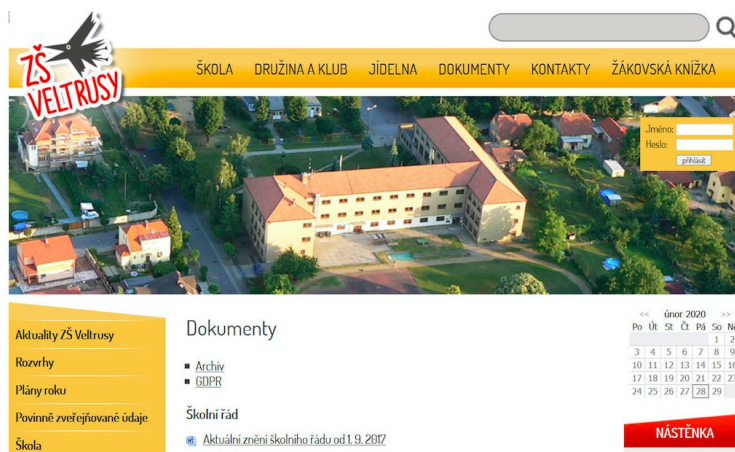 ZŠ
VELTRUSY
ŠKOLA DRUŽINA A KLUB JÍDELNA DOKUMENTY KONTAKTY ŽÁKOVSKÁ KNÍŽKA
Jméno:
Heslo:
přihlásit
Aktuality ZŠ Veltrusy
Rozvrhy
Plány roku
Povinně zveřejňované údaje
Škola
Dokumenty
Archiv
GDPR
Školní řád
Aktuální znění školního řádu od 1. 9. 2017
<< únor 2020 >>
Po Út St Čt Pá So Ne
1 2
3 4 5 6 7 8 9
10 11 12 13 14 15 16
17 18 19 20 21 22 23
24 25 26 27 28 29
NÁSTĚNKA